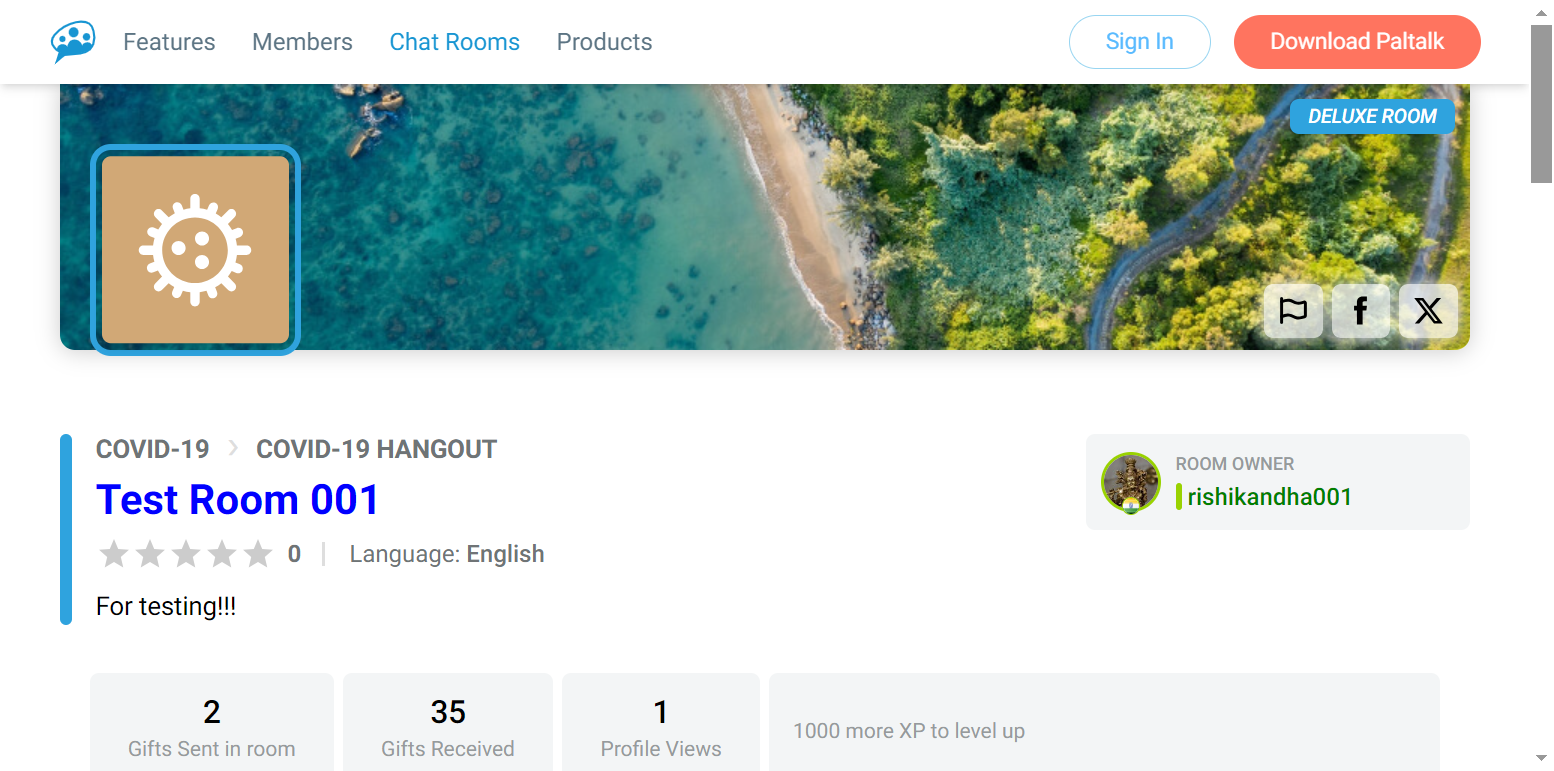 Features Members Chat Rooms Products Sign In Download Paltalk
DELUXE ROOM
COVID-19 COVID-19 HANGOUT
Test Room 001
0 Language: English
For testing!!!
ROOM OWNER
rishikandha001
2
Gifts Sent in room
35
Gifts Received
1
Profile Views
1000 more XP to level up